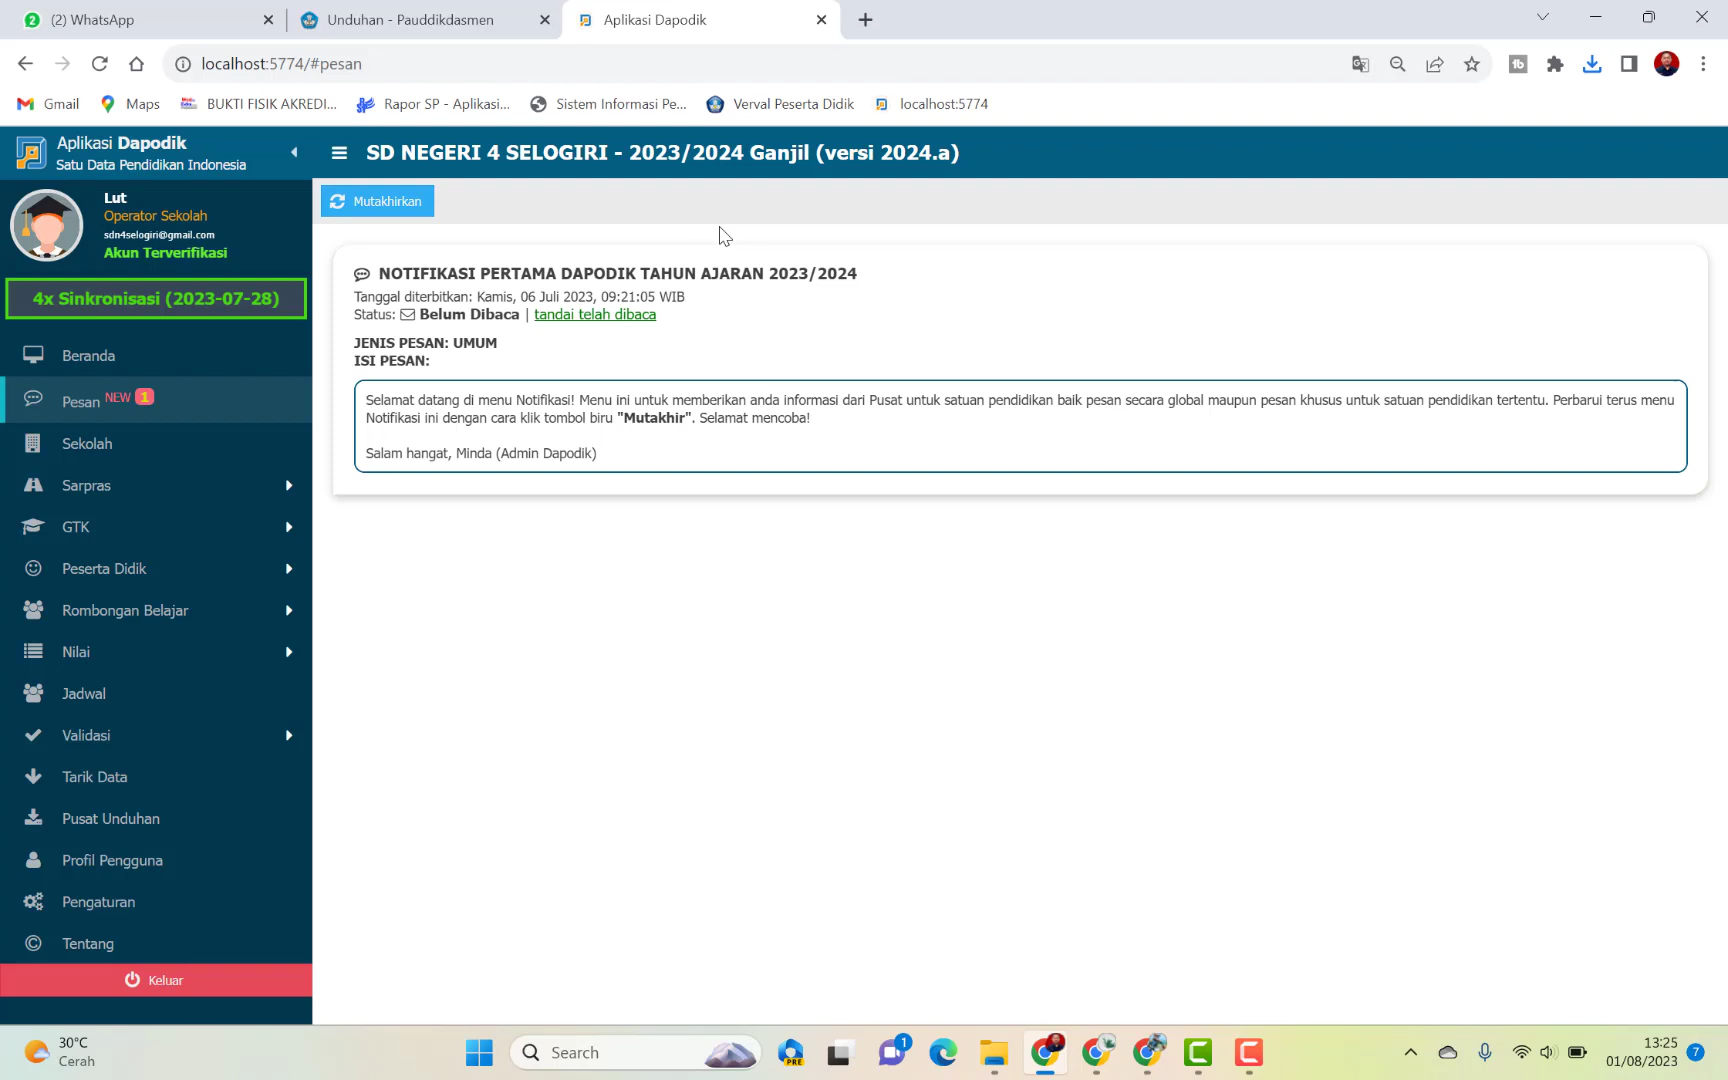 (2) WhatsApp
Unduhan - Pauddikdasmen
Aplikasi Dapodik
localhost:5774/#pesan
Gmail
Maps
BUKTI FISIK AKREDI...
Rapor SP - Aplikasi...
Sistem Informasi Pe...
Verval Peserta Didik
localhost:5774
Aplikasi Dapodik
Satu Data Pendidikan Indonesia
SD NEGERI 4 SELOGIRI - 2023/2024 Ganjil (versi 2024.a)
Lut
Operator Sekolah
sdn4selogiri@gmail.com
Akun Terverifikasi
4x Sinkronisasi (2023-07-28)
Beranda
Pesan NEW 1
Sekolah
Sarpras
GTK
Peserta Didik
Rombongan Belajar
Nilai
Jadwal
Validasi
Tarik Data
Pusat Unduhan
Profil Pengguna
Pengaturan
Tentang
Keluar
Mutakhirkan
NOTIFIKASI PERTAMA DAPODIK TAHUN AJARAN 2023/2024
Tanggal diterbitkan: Kamis, 06 Juli 2023, 09:21:05 WIB
Status: Belum Dibaca | tandai telah dibaca
JENIS PESAN: UMUM
ISI PESAN:
Selamat datang di menu Notifikasi! Menu ini untuk memberikan anda informasi dari Pusat untuk satuan pendidikan baik pesan secara global maupun pesan khusus untuk satuan pendidikan tertentu. Perbarui terus menu
Notifikasi ini dengan cara klik tombol biru "Mutakhir". Selamat mencoba!
Salam hangat, Minda (Admin Dapodik)
30°C
Cerah
Search
PRE
1
13:25
01/08/2023
7